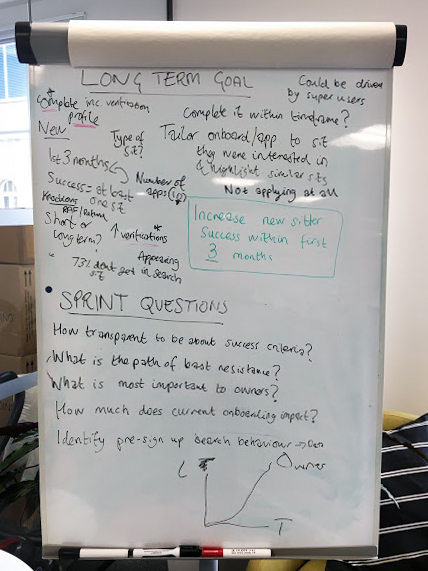 LONG TERM GOAL
Could be driven
by super users
Complete inc. verification
profile
Complete it within timeframe?
New
Type of
sit?
Tailor onboard/app to sit
they were interested in
& highlight similar sits
1st 3 months
Number of
apps
Not applying at all
Success = at least
one sit
Short or
long term?
↑ verifications *
Increase new sitter
success within first
3 months
73% dont get in search
sit
Appearing
SPRINT QUESTIONS
How transparent to be about success criteria?
What is the path of least resistance?
What is most important to owners?
How much does current onboarding impact?
Identify pre-sign up search behaviour →
L
Owner
T